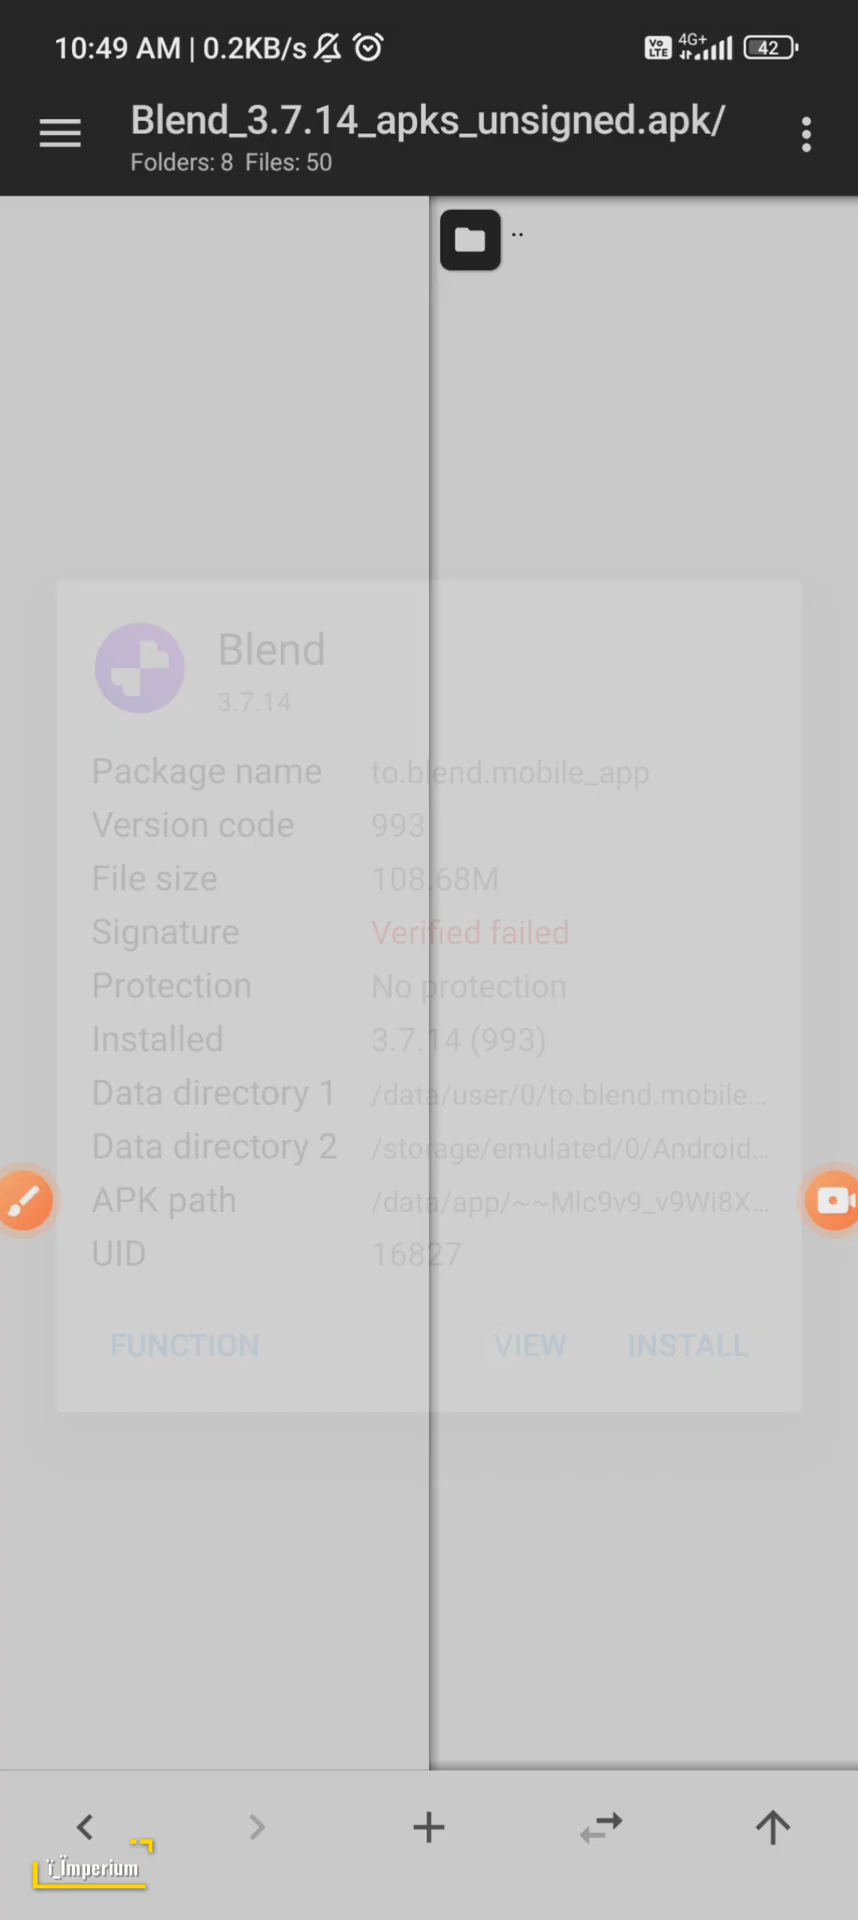 10:49 AM | 0.2KB/s
Vo LTE 4G+ 42
Blend_3.7.14_apks_unsigned.apk/
Folders: 8 Files: 50
..
Blend
3.7.14
Package name to.blend.mobile_app
Version code 993
File size 108.68M
Signature Verified failed
Protection No protection
Installed 3.7.14 (993)
Data directory 1 /data/user/0/to.blend.mobile...
Data directory 2 /storage/emulated/0/Android...
APK path /data/app/~~Mlc9v9_v9Wi8X...
UID 16827
FUNCTION VIEW INSTALL
ï_Ïmperium